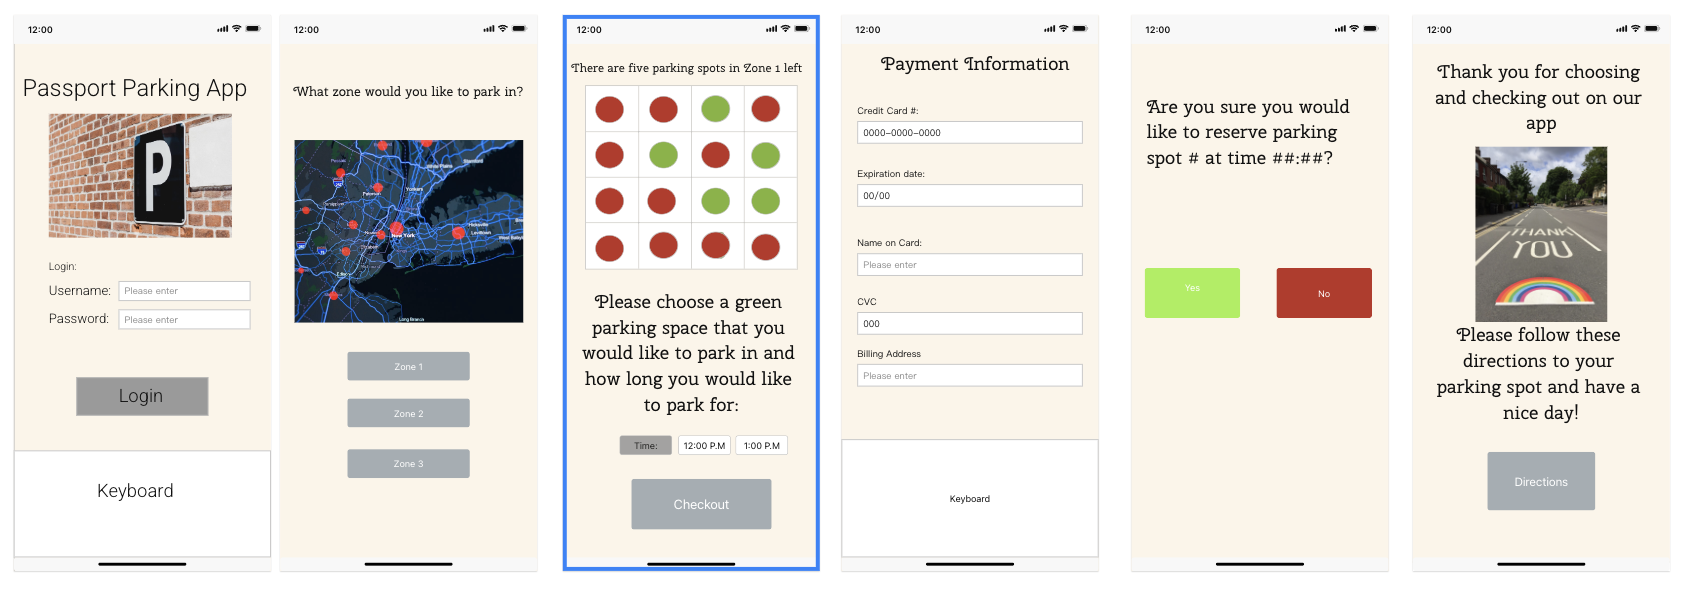 12:00
Passport Parking App
P
Login:
Username: Please enter
Password: Please enter
Login
Keyboard
12:00
What zone would you like to park in?
Yonkers
Paterson
New York
Hicksville
Levittown
Long Branch
Zone 1
Zone 2
Zone 3
12:00
There are five parking spots in Zone 1 left
Please choose a green
parking space that you
would like to park in and
how long you would like
to park for:
Time: 12:00 P.M 1:00 P.M
Checkout
12:00
Payment Information
Credit Card #:
0000-0000-0000
Expiration date:
00/00
Name on Card:
Please enter
CVC
000
Billing Address
Please enter
Keyboard
12:00
Are you sure you would
like to reserve parking
spot # at time ##:##?
Yes
No
12:00
Thank you for choosing
and checking out on our
app
THANK
YOU
Please follow these
directions to your
parking spot and have a
nice day!
Directions